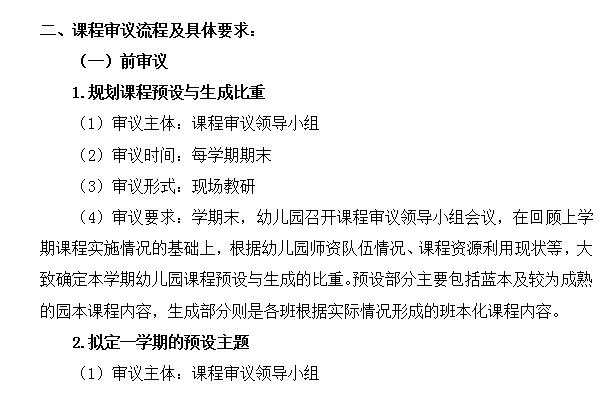 二、课程审议流程及具体要求：
（一）前审议
1.规划课程预设与生成比重
（1）审议主体：课程审议领导小组
（2）审议时间：每学期期末
（3）审议形式：现场教研
（4）审议要求：学期末，幼儿园召开课程审议领导小组会议，在回顾上学
期课程实施情况的基础上，根据幼儿园师资队伍情况、课程资源利用现状等，大
致确定本学期幼儿园课程预设与生成的比重。预设部分主要包括蓝本及较为成熟
的园本课程内容，生成部分则是各班根据实际情况形成的班本化课程内容。
2.拟定一学期的预设主题
（1）审议主体：课程审议领导小组